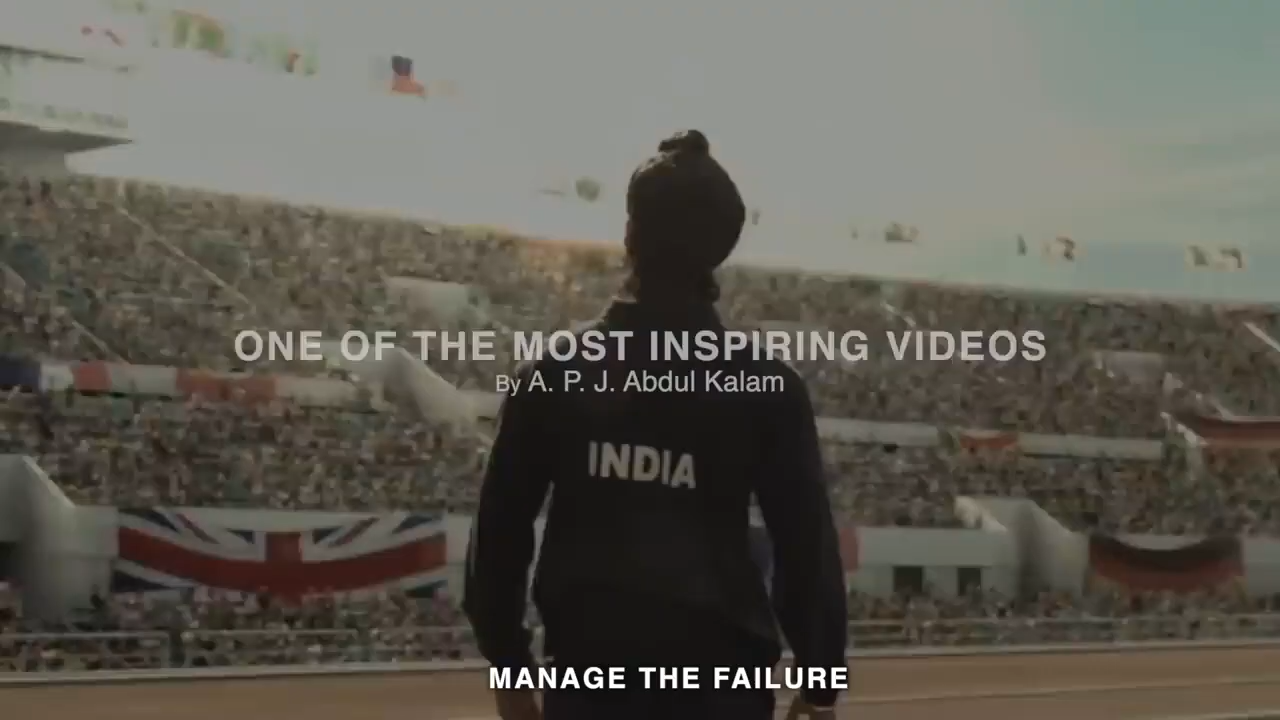 ONE OF THE MOST INSPIRING VIDEOS
By A. P. J. Abdul Kalam
INDIA
MANAGE THE FAILURE